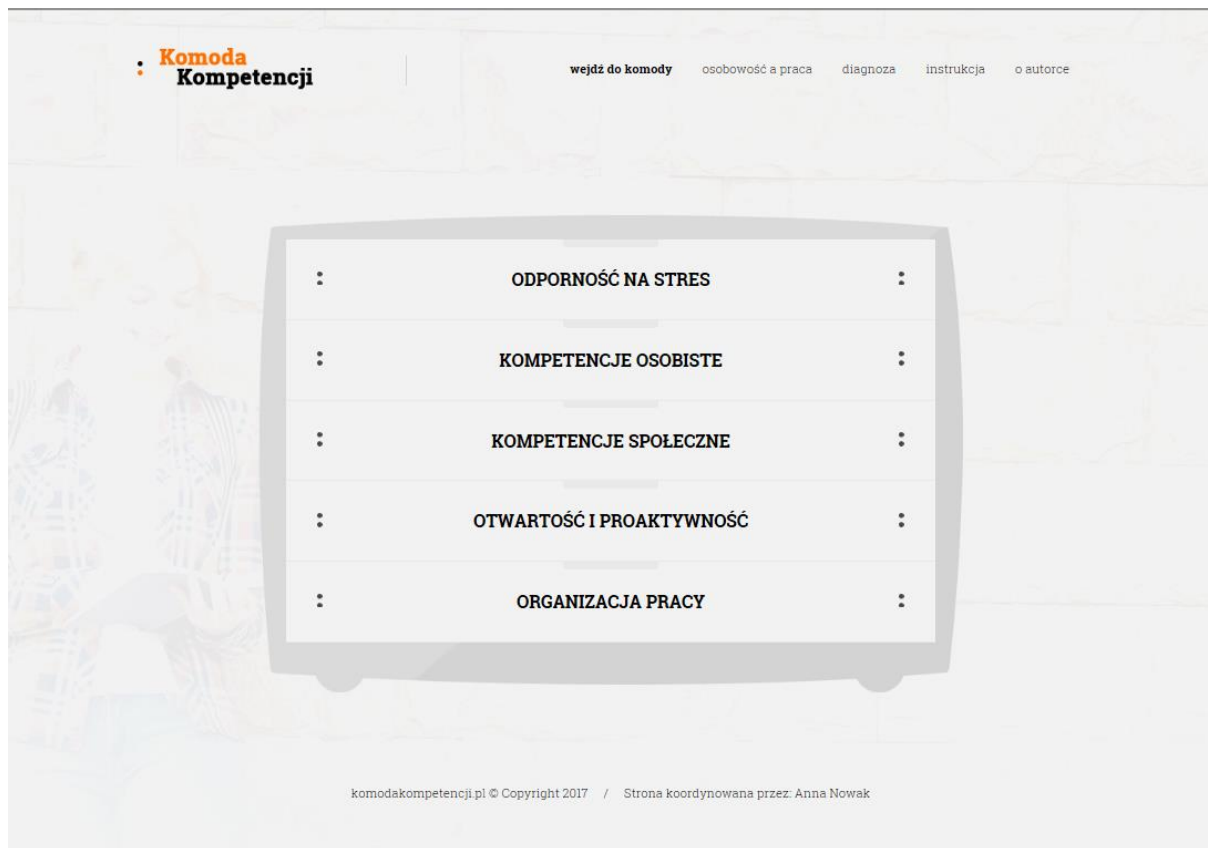 Komoda
Kompetencji
wejdź do komody osobowość a praca diagnoza instrukcja o autorce
ODPORNOŚĆ NA STRES
KOMPETENCJE OSOBISTE
KOMPETENCJE SPOŁECZNE
OTWARTOŚĆ I PROAKTYWNOŚĆ
ORGANIZACJA PRACY
komodakompetencji.pl © Copyright 2017 / Strona koordynowana przez: Anna Nowak